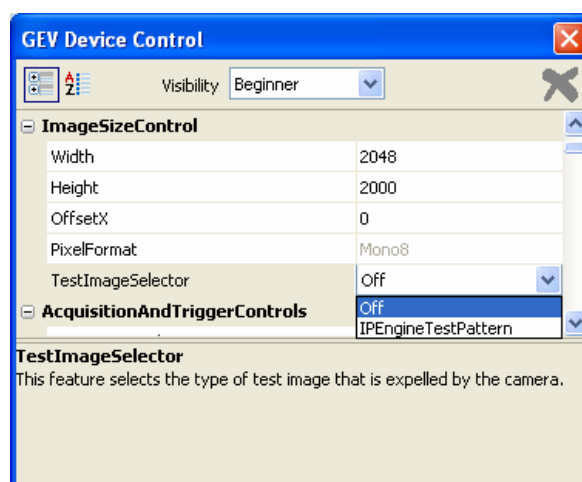 GEV Device Control
Visibility Beginner
ImageSizeControl
Width 2048
Height 2000
OffsetX 0
PixelFormat Mono8
TestImageSelector Off
AcquisitionAndTriggerControls Off
IPEngineTestPattern
TestImageSelector
This feature selects the type of test image that is expelled by the camera.